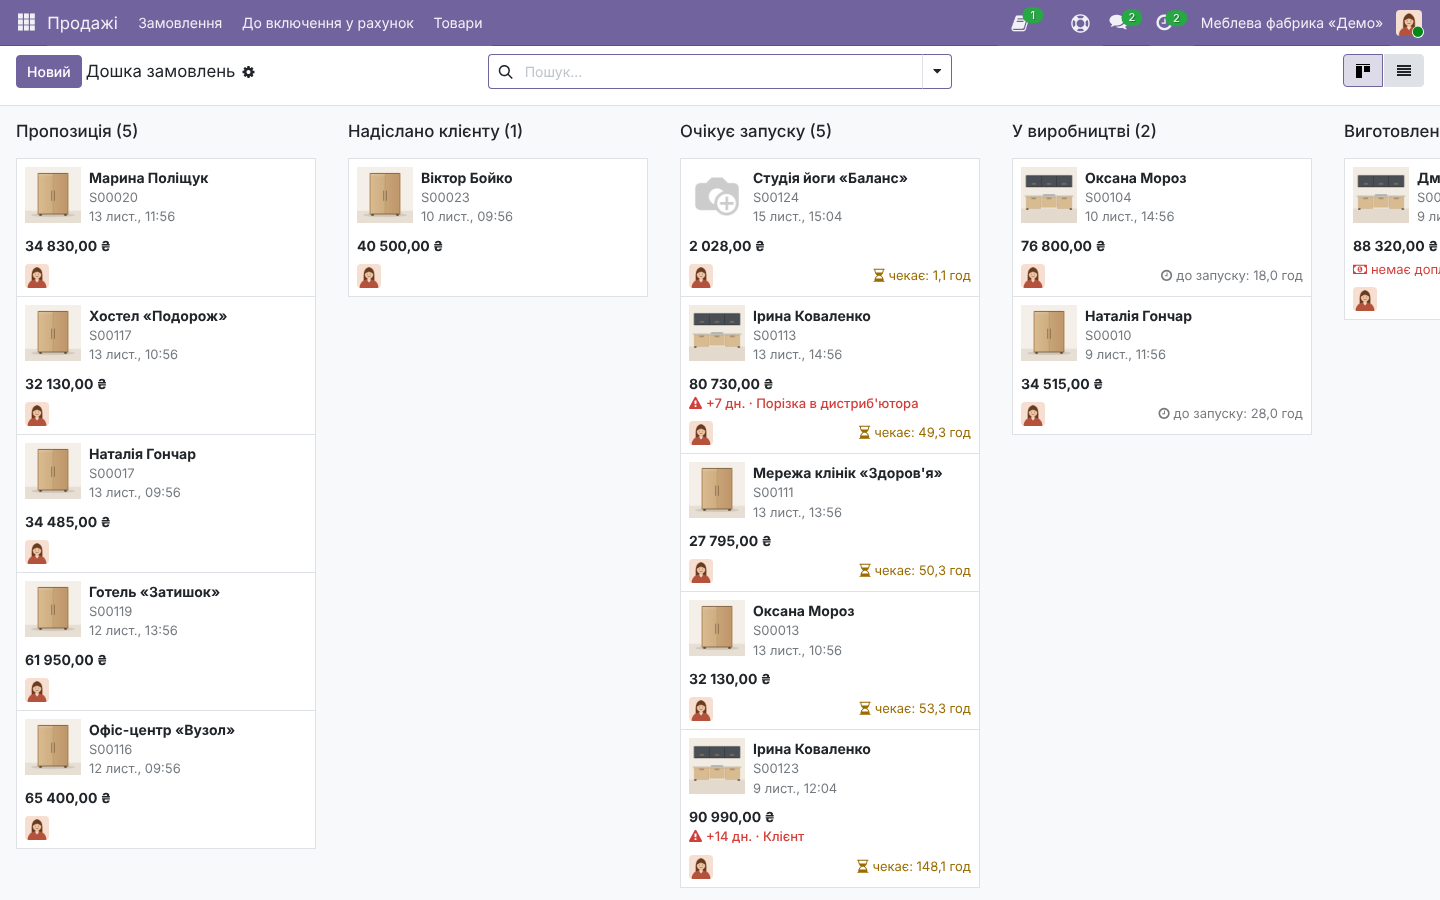 Продажі Замовлення До включення у рахунок Товари 1 2 2 Меблева фабрика «Демо»
Новий Дошка замовлень Пошук...
Пропозиція (5)
Марина Поліщук
S00020
13 лист., 11:56
34 830,00 ₴
Хостел «Подорож»
S00117
13 лист., 10:56
32 130,00 ₴
Наталія Гончар
S00017
13 лист., 09:56
34 485,00 ₴
Готель «Затишок»
S00119
12 лист., 13:56
61 950,00 ₴
Офіс-центр «Вузол»
S00116
12 лист., 09:56
65 400,00 ₴
Надіслано клієнту (1)
Віктор Бойко
S00023
10 лист., 09:56
40 500,00 ₴
Очікує запуску (5)
Студія йоги «Баланс»
S00124
15 лист., 15:04
2 028,00 ₴
чекає: 1,1 год
Ірина Коваленко
S00113
13 лист., 14:56
80 730,00 ₴
+7 дн. · Порізка в дистриб'ютора
чекає: 49,3 год
Мережа клінік «Здоров'я»
S00111
13 лист., 13:56
27 795,00 ₴
чекає: 50,3 год
Оксана Мороз
S00013
13 лист., 10:56
32 130,00 ₴
чекає: 53,3 год
Ірина Коваленко
S00123
9 лист., 12:04
90 990,00 ₴
+14 дн. · Клієнт
чекає: 148,1 год
У виробництві (2)
Оксана Мороз
S00104
10 лист., 14:56
76 800,00 ₴
до запуску: 18,0 год
Наталія Гончар
S00010
9 лист., 11:56
34 515,00 ₴
до запуску: 28,0 год
Виготовлен
Дм
S00
9 ли
88 320,00 ₴
немає допл